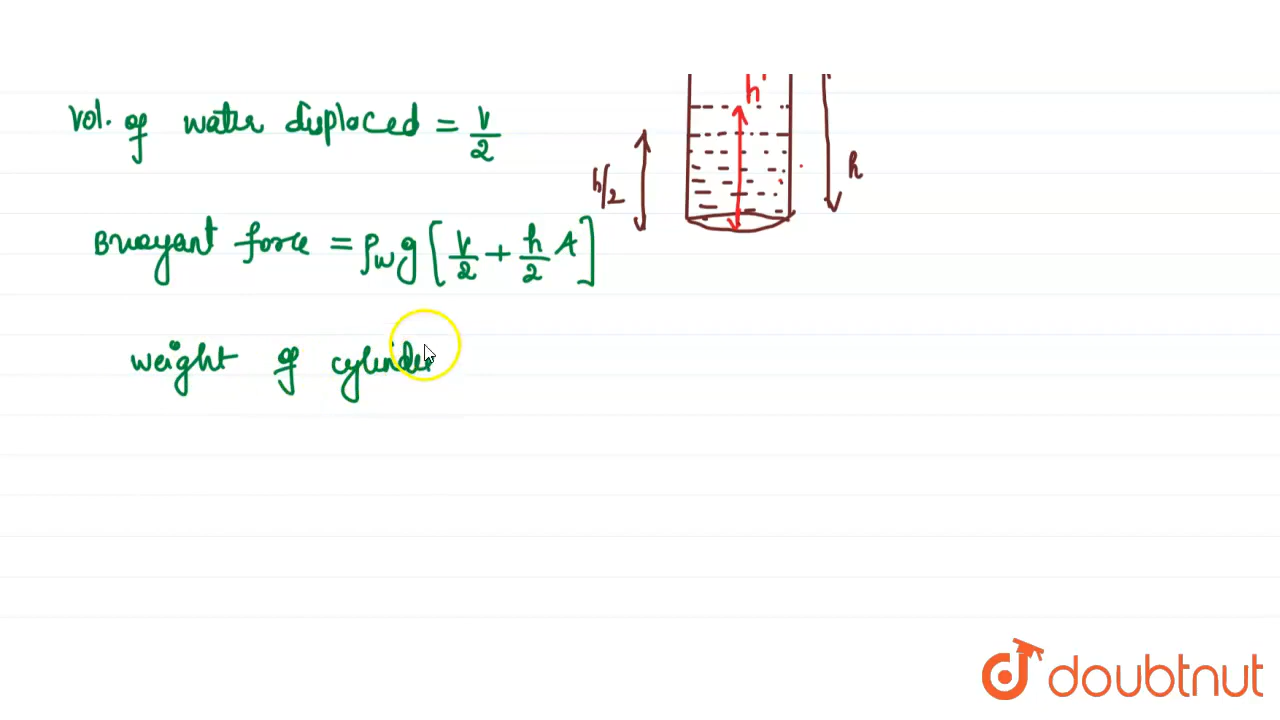 vol. of water displaced = V/2
h'
h/2
h
Buoyant force = ρwg [V/2 + h/2 A]
weight of cylinder
doubtnut